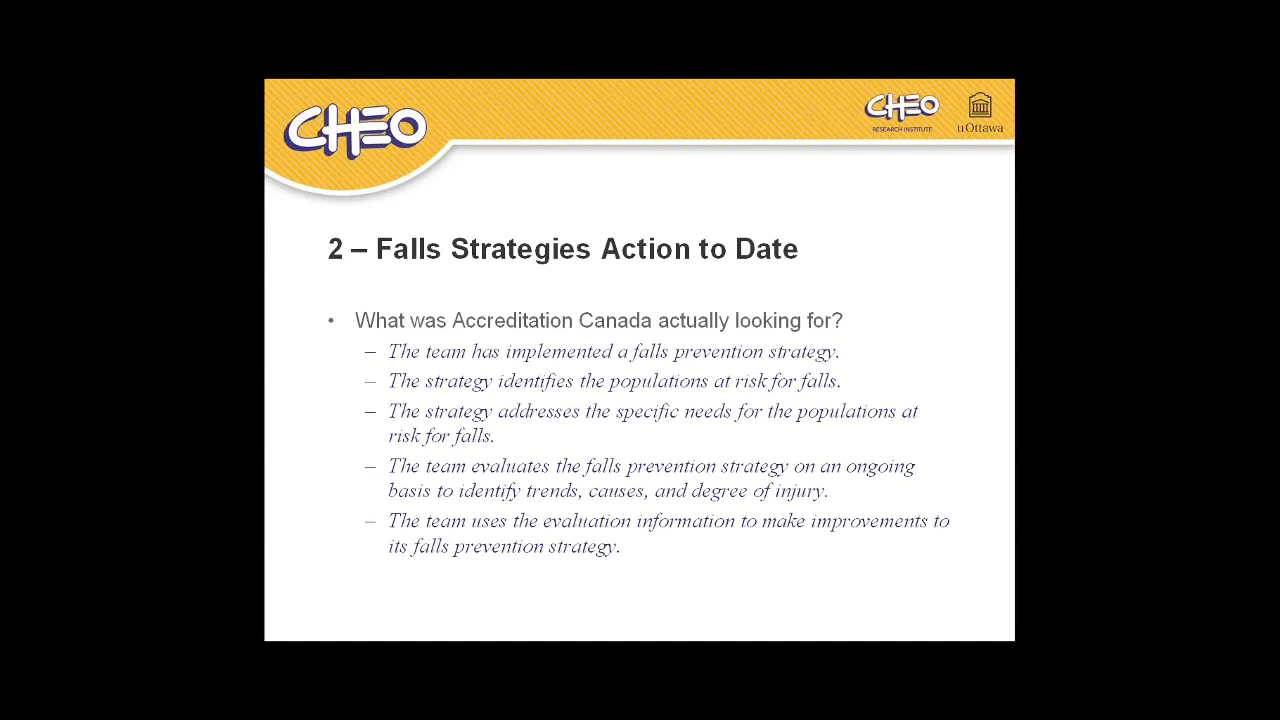 CHEO
CHEO
RESEARCH INSTITUTE
uOttawa
2 – Falls Strategies Action to Date
• What was Accreditation Canada actually looking for?
– The team has implemented a falls prevention strategy.
– The strategy identifies the populations at risk for falls.
– The strategy addresses the specific needs for the populations at
risk for falls.
– The team evaluates the falls prevention strategy on an ongoing
basis to identify trends, causes, and degree of injury.
– The team uses the evaluation information to make improvements to
its falls prevention strategy.